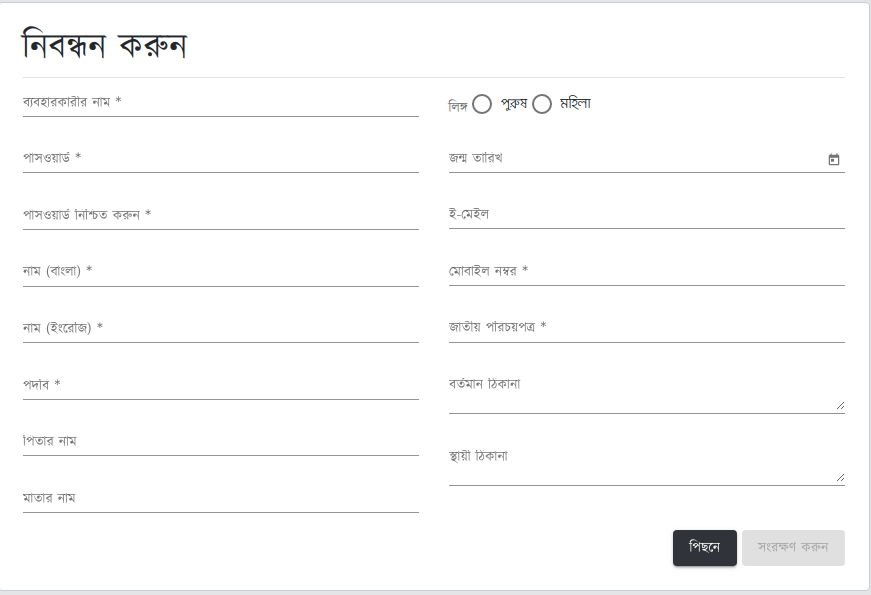 নিবন্ধন করুন
ব্যবহারকারীর নাম *
পাসওয়ার্ড *
পাসওয়ার্ড নিশ্চিত করুন *
নাম (বাংলা) *
নাম (ইংরেজি) *
পদবি *
পিতার নাম
মাতার নাম
লিঙ্গ পুরুষ মহিলা
জন্ম তারিখ
ই-মেইল
মোবাইল নম্বর *
জাতীয় পরিচয়পত্র *
বর্তমান ঠিকানা
স্থায়ী ঠিকানা
পিছনে সংরক্ষণ করুন